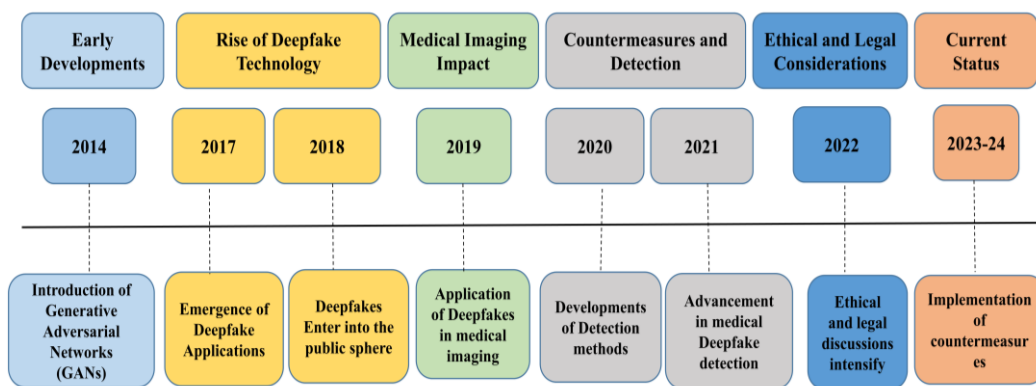 Early
Developments
Rise of Deepfake
Technology
Medical Imaging
Impact
Countermeasures and
Detection
Ethical and Legal
Considerations
Current
Status
2014
2017
2018
2019
2020
2021
2022
2023-24
Introduction of
Generative
Adversarial
Networks
(GANs)
Emergence of
Deepfake
Applications
Deepfakes
Enter into the
public sphere
Application
of Deepfakes
in medical
imaging
Developments
of Detection
methods
Advancement
in medical
Deepfake
detection
Ethical
and legal
discussions
intensify
Implementation
of
countermeasur
es